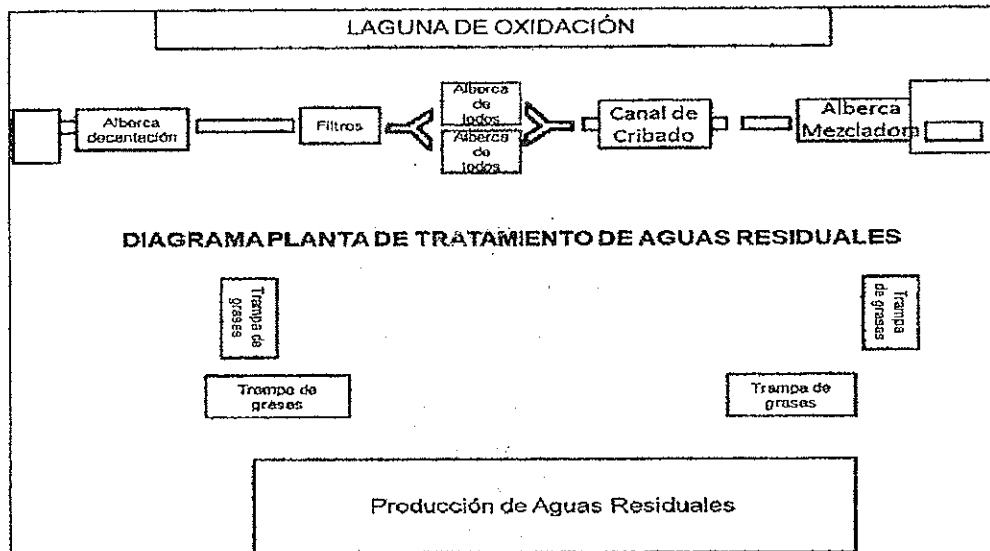 LAGUNA DE OXIDACIÓN
Alberca
decantación
Filtros
Alberca
de
lodos
Alberca
de
lodos
Canal de
Cribado
Alberca
Mezcladora
DIAGRAMA PLANTA DE TRATAMIENTO DE AGUAS RESIDUALES
Trampa de
grasas
Trampa
de grasas
Trampa de
grasas
Trampa de
grasas
Producción de Aguas Residuales